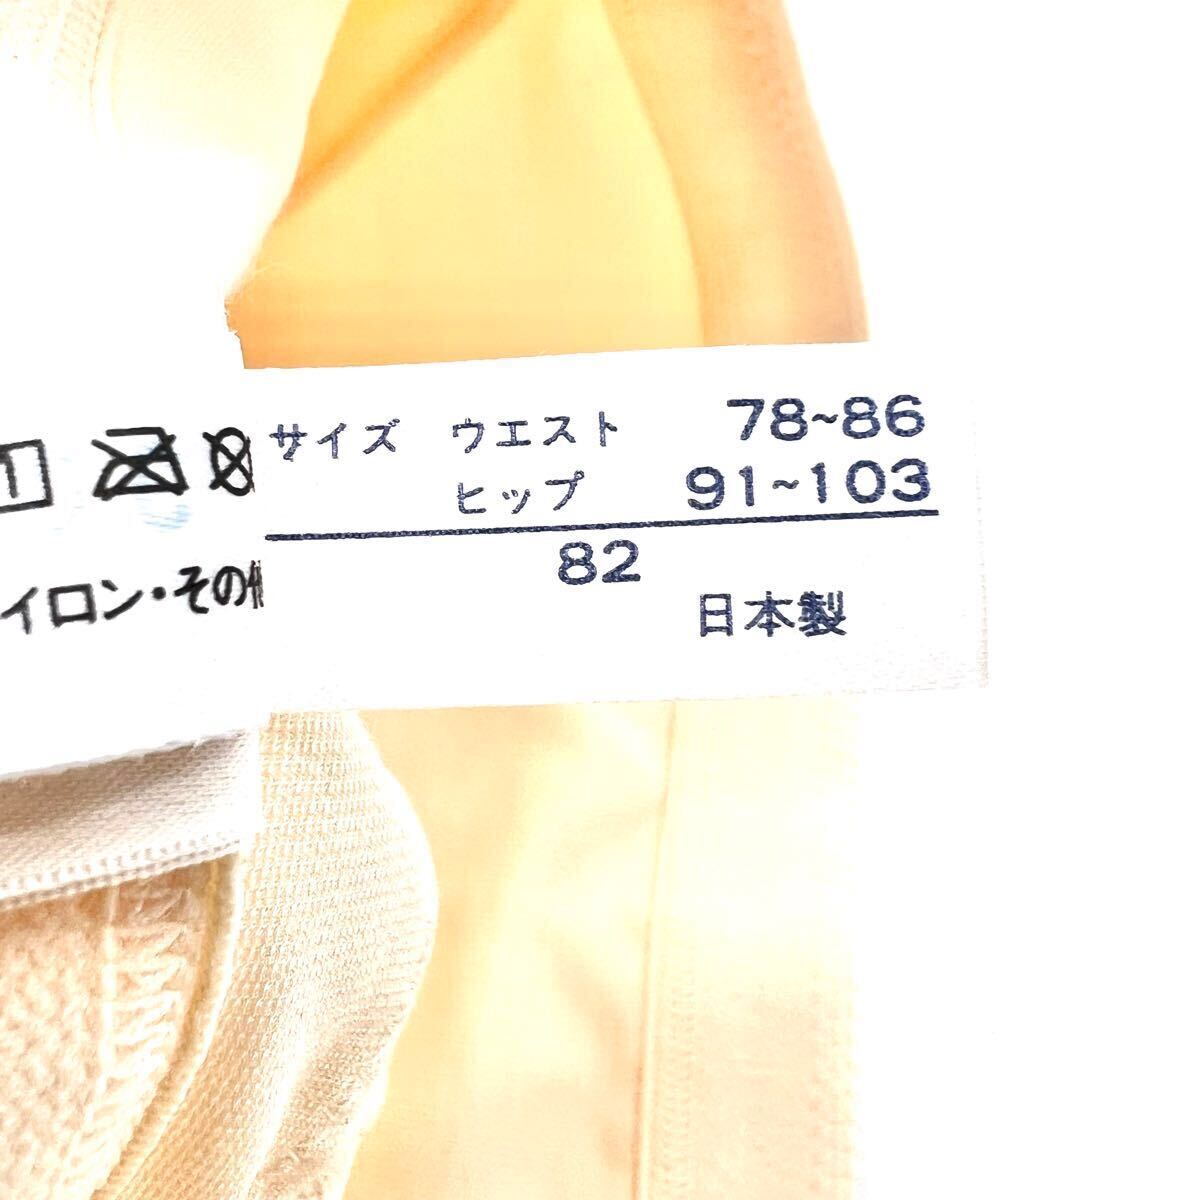 サイズ ウエスト 78~86
ヒップ 91~103
82
日本製
イロン・その